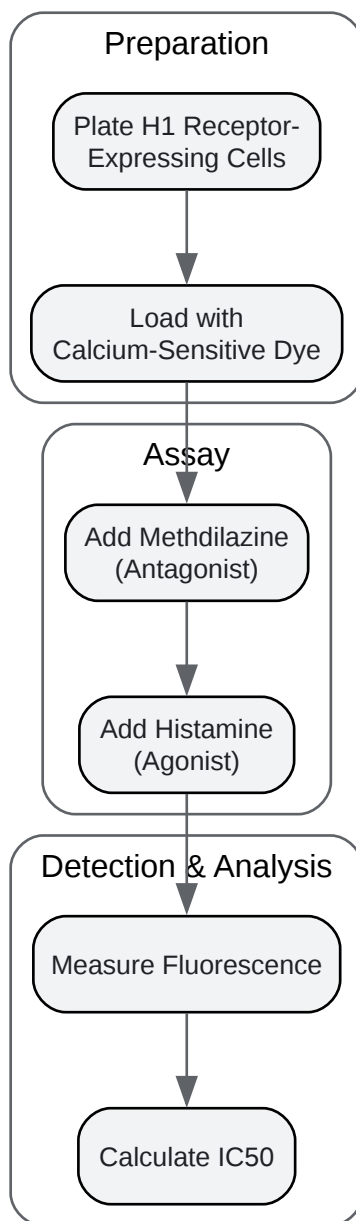 Preparation
Plate H1 Receptor-
Expressing Cells
Load with
Calcium-Sensitive Dye
Assay
Add Methdilazine
(Antagonist)
Add Histamine
(Agonist)
Detection & Analysis
Measure Fluorescence
Calculate IC50